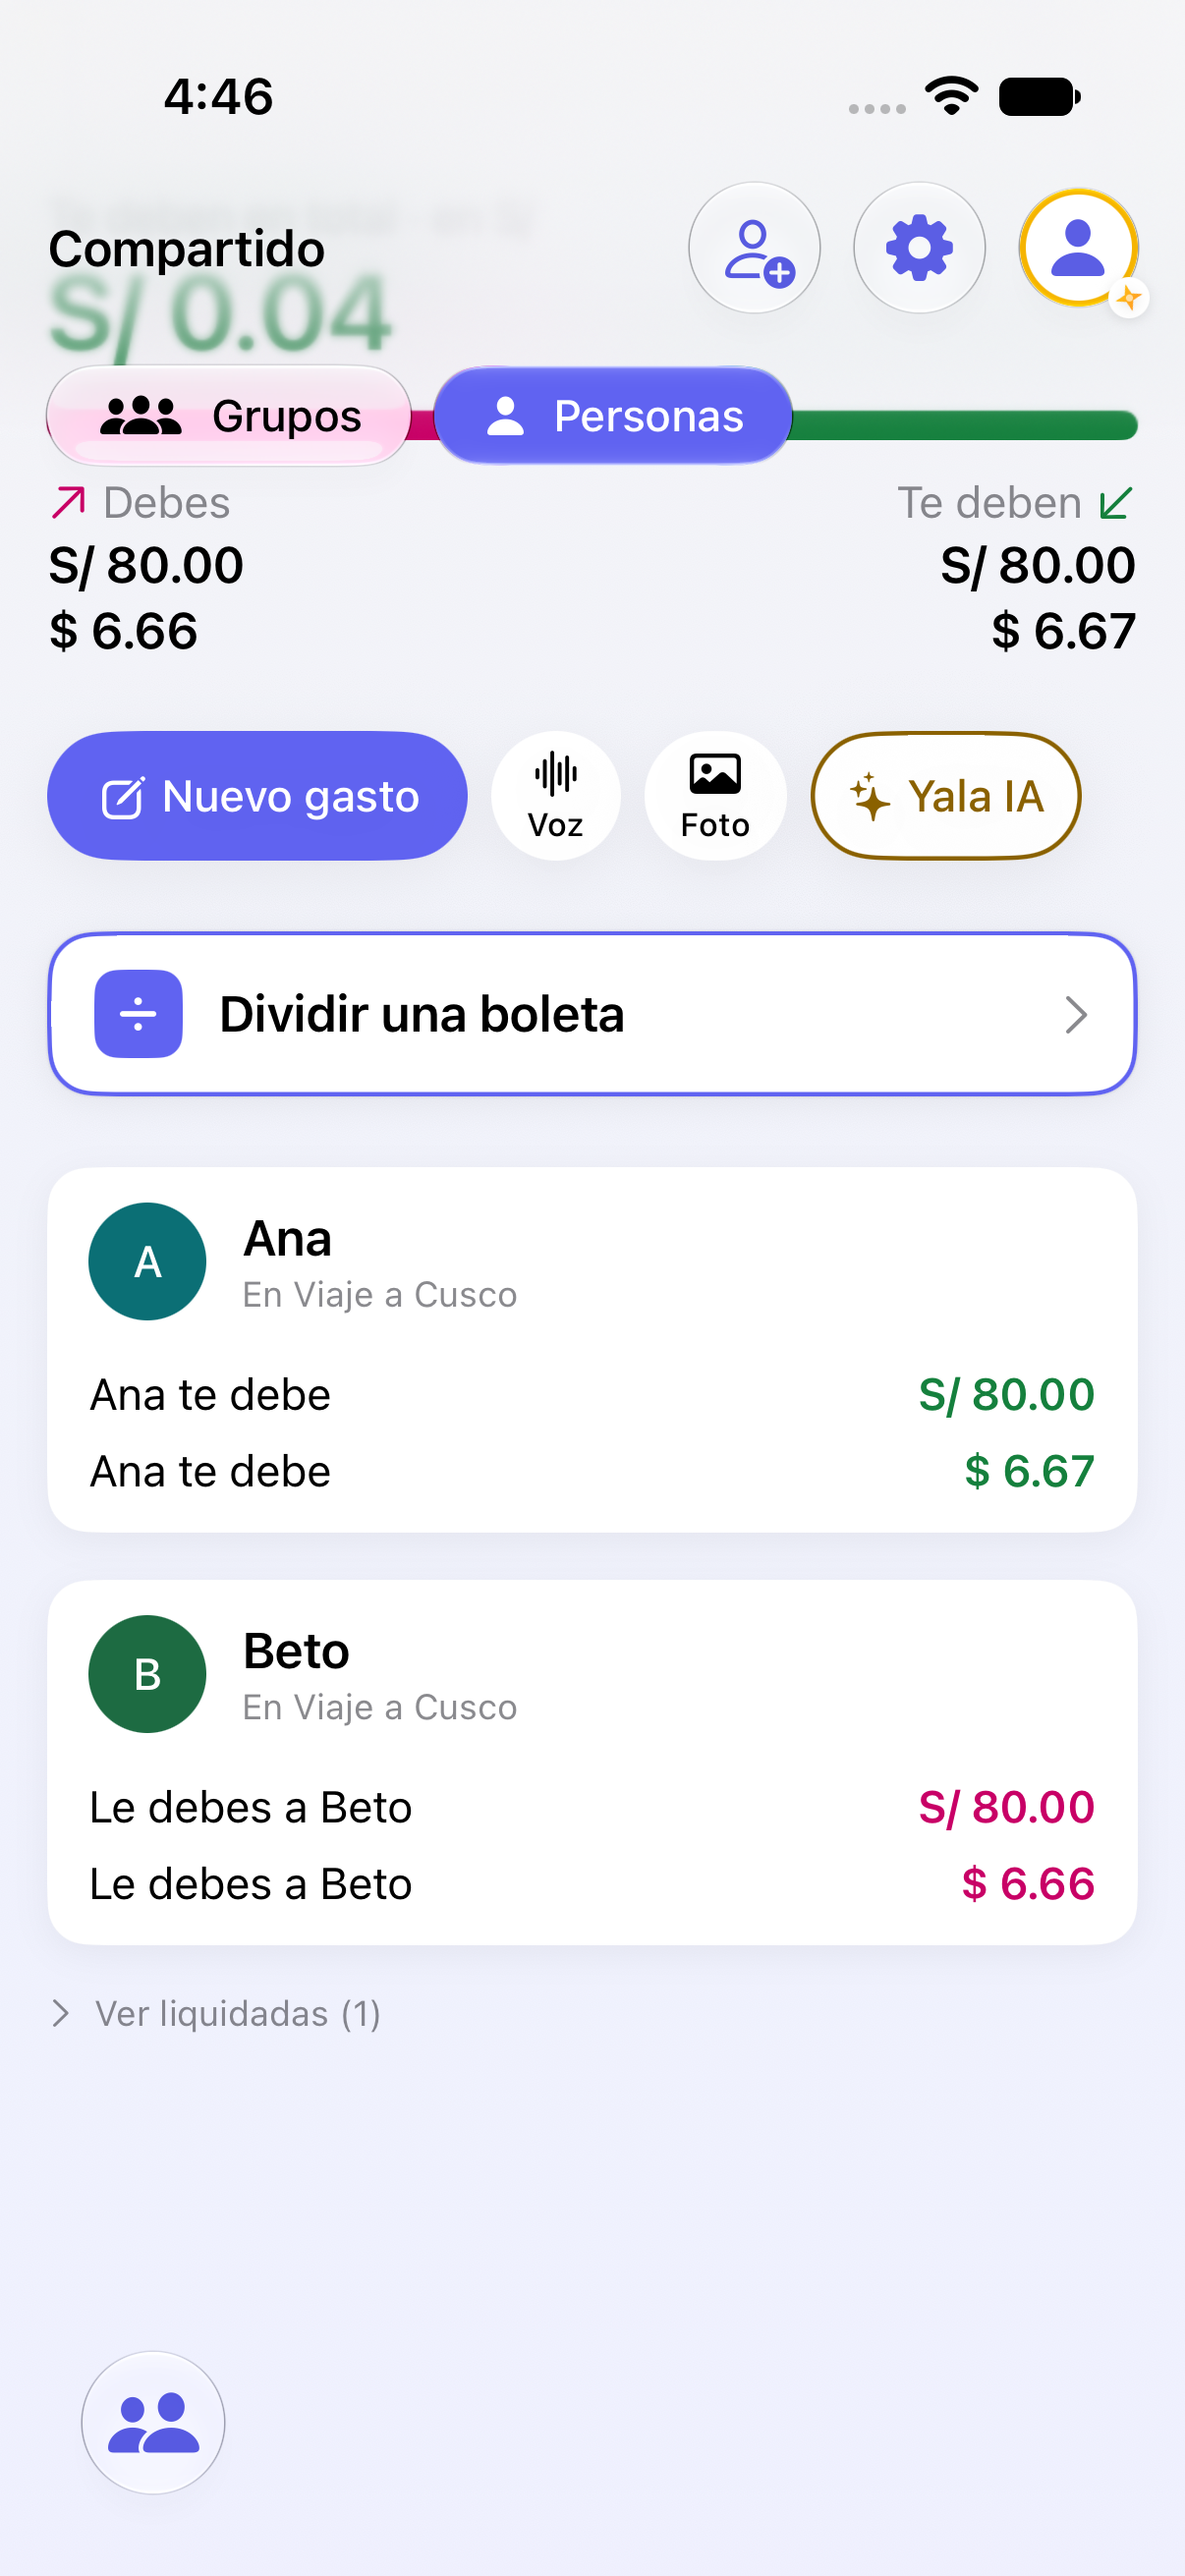 4:46
Compartido
S/ 0.04
Grupos
Personas
Debes
Te deben
S/ 80.00
S/ 80.00
$ 6.66
$ 6.67
Nuevo gasto
Voz
Foto
Yala IA
Dividir una boleta
A
Ana
En Viaje a Cusco
Ana te debe
S/ 80.00
Ana te debe
$ 6.67
B
Beto
En Viaje a Cusco
Le debes a Beto
S/ 80.00
Le debes a Beto
$ 6.66
Ver liquidadas (1)